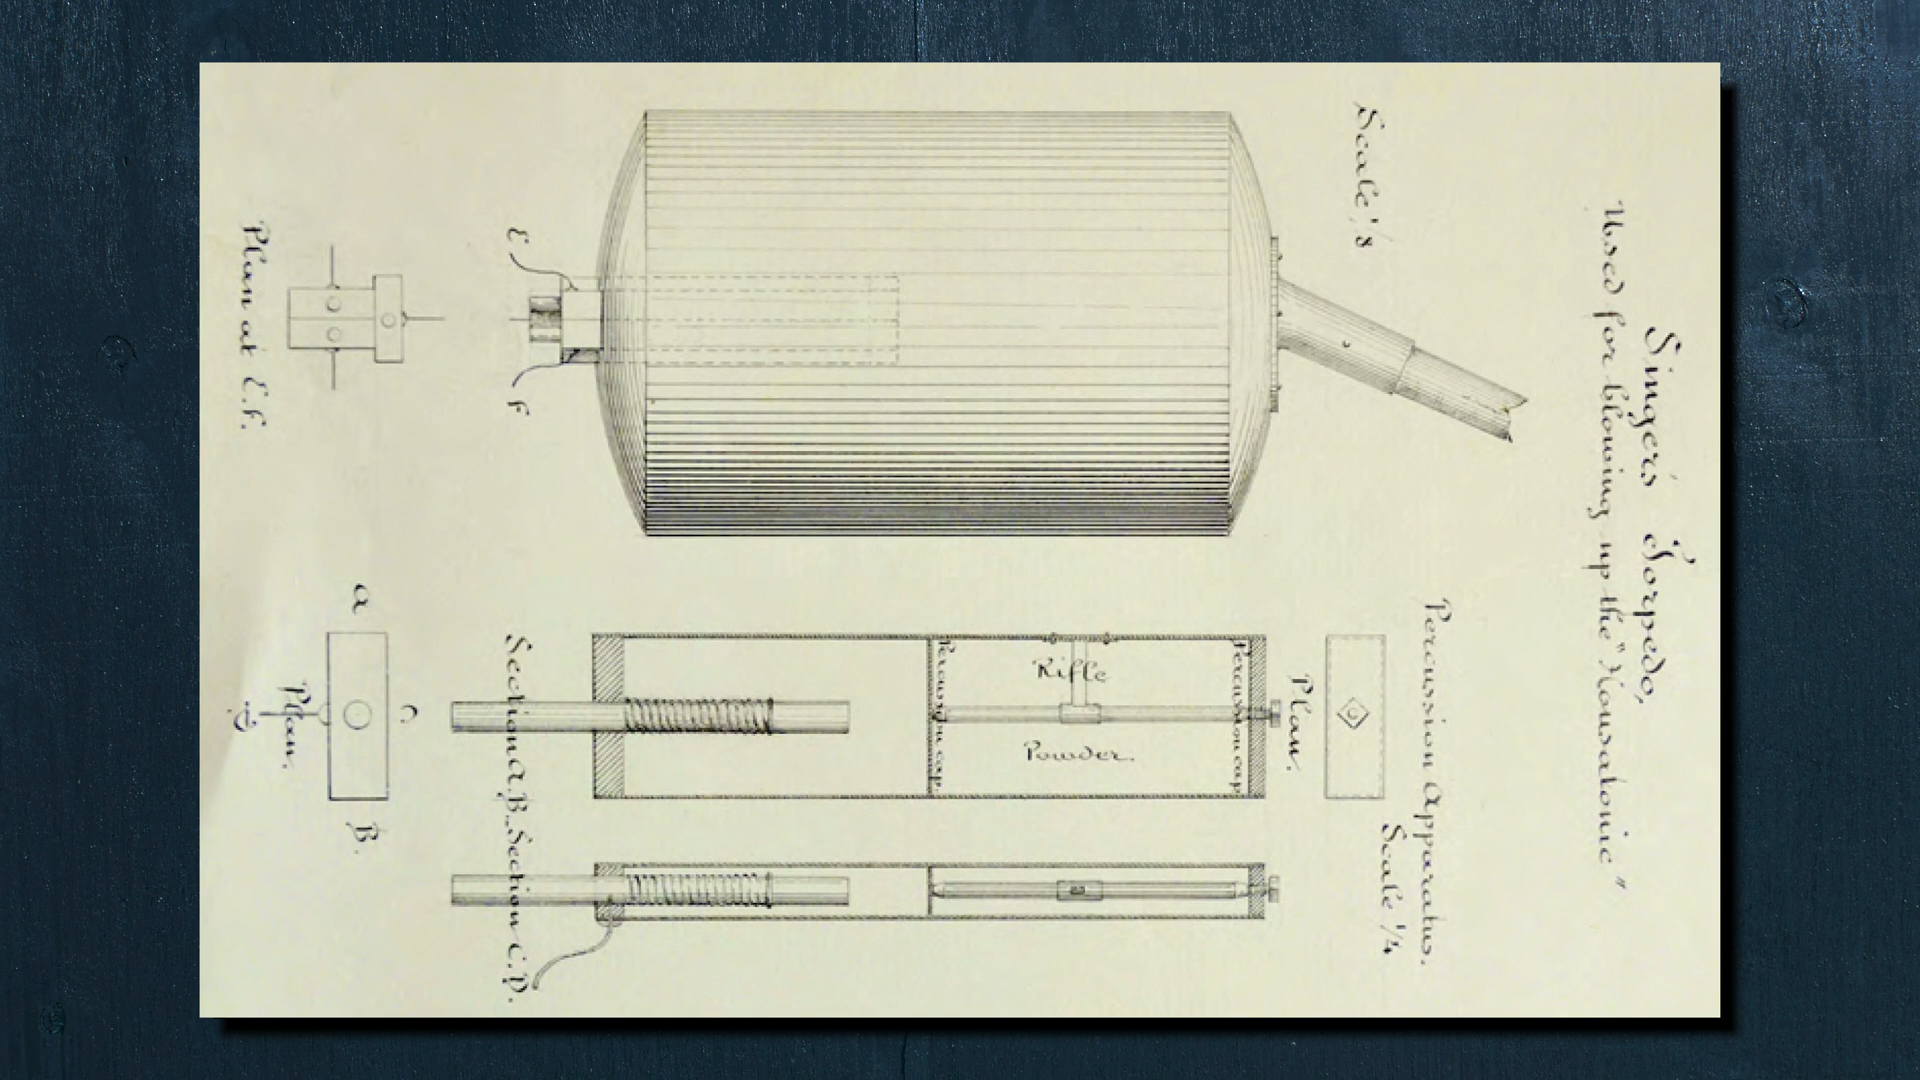 Singer's Torpedo,
Used for blowing up the "Housatonic"
Scale 1/8
Percussion Apparatus.
Scale 1/4
Plan.
C
Percussion cap
Rifle
Powder.
Percussion cap.
E
F
Section A.B. Section C.D.
Plan at E.F.
a
B.
C
Plan.
D